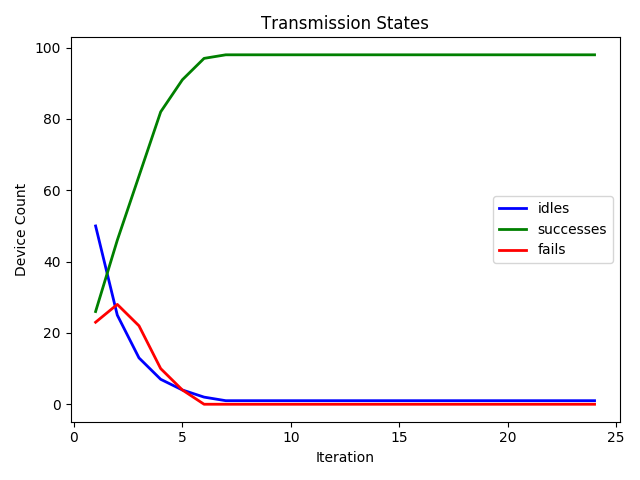 Transmission States
Device Count
100
80
60
40
20
0
0
5
10
15
20
25
Iteration
idles
successes
fails